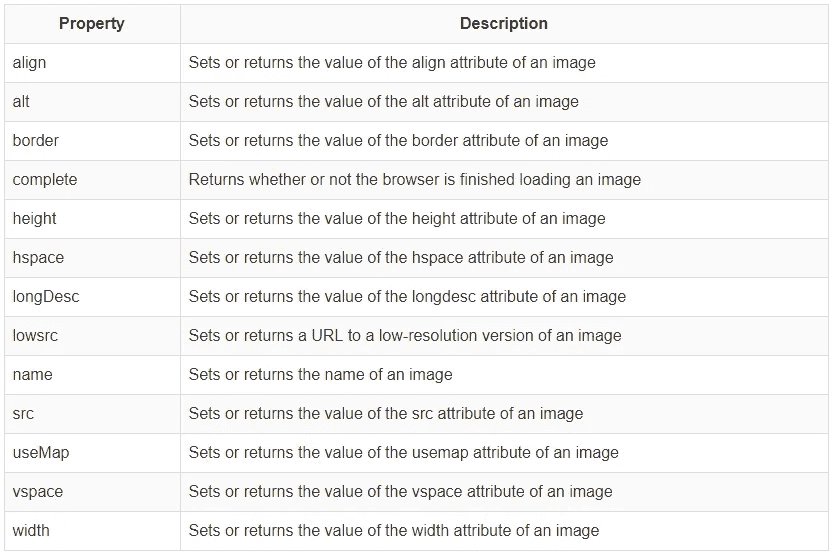 Property Description
align Sets or returns the value of the align attribute of an image
alt Sets or returns the value of the alt attribute of an image
border Sets or returns the value of the border attribute of an image
complete Returns whether or not the browser is finished loading an image
height Sets or returns the value of the height attribute of an image
hspace Sets or returns the value of the hspace attribute of an image
longDesc Sets or returns the value of the longdesc attribute of an image
lowsrc Sets or returns a URL to a low-resolution version of an image
name Sets or returns the name of an image
src Sets or returns the value of the src attribute of an image
useMap Sets or returns the value of the usemap attribute of an image
vspace Sets or returns the value of the vspace attribute of an image
width Sets or returns the value of the width attribute of an image